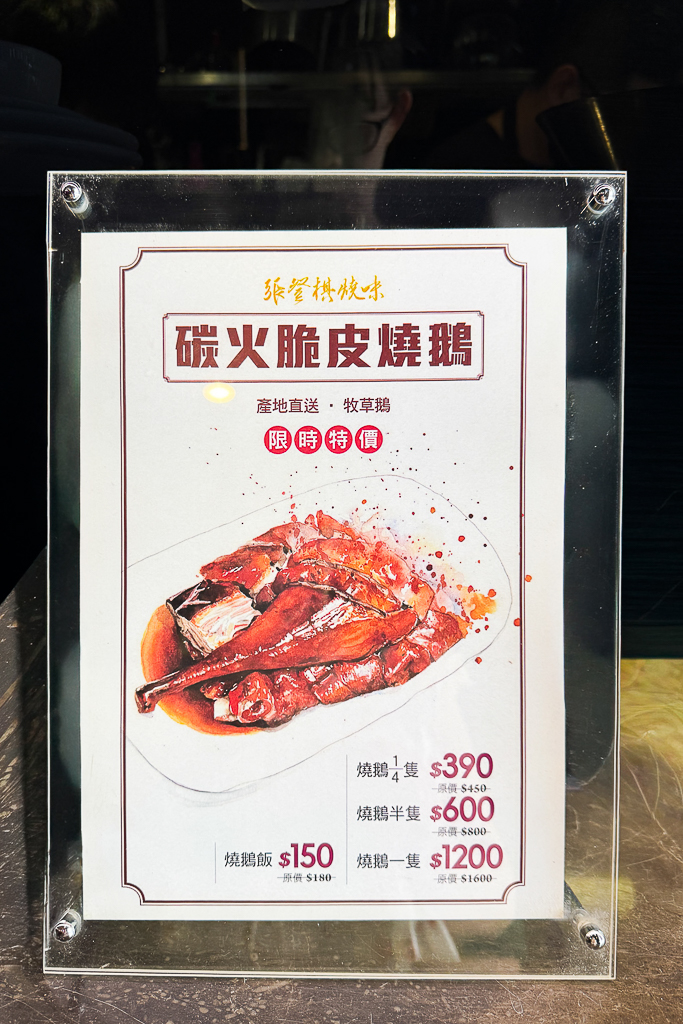 張登棋燒味
碳火脆皮燒鵝
產地直送・牧草鵝
限時特價
燒鵝1/4隻 $390
原價 $450
燒鵝半隻 $600
原價 $800
燒鵝飯 $150
原價 $180
燒鵝一隻 $1200
原價 $1600